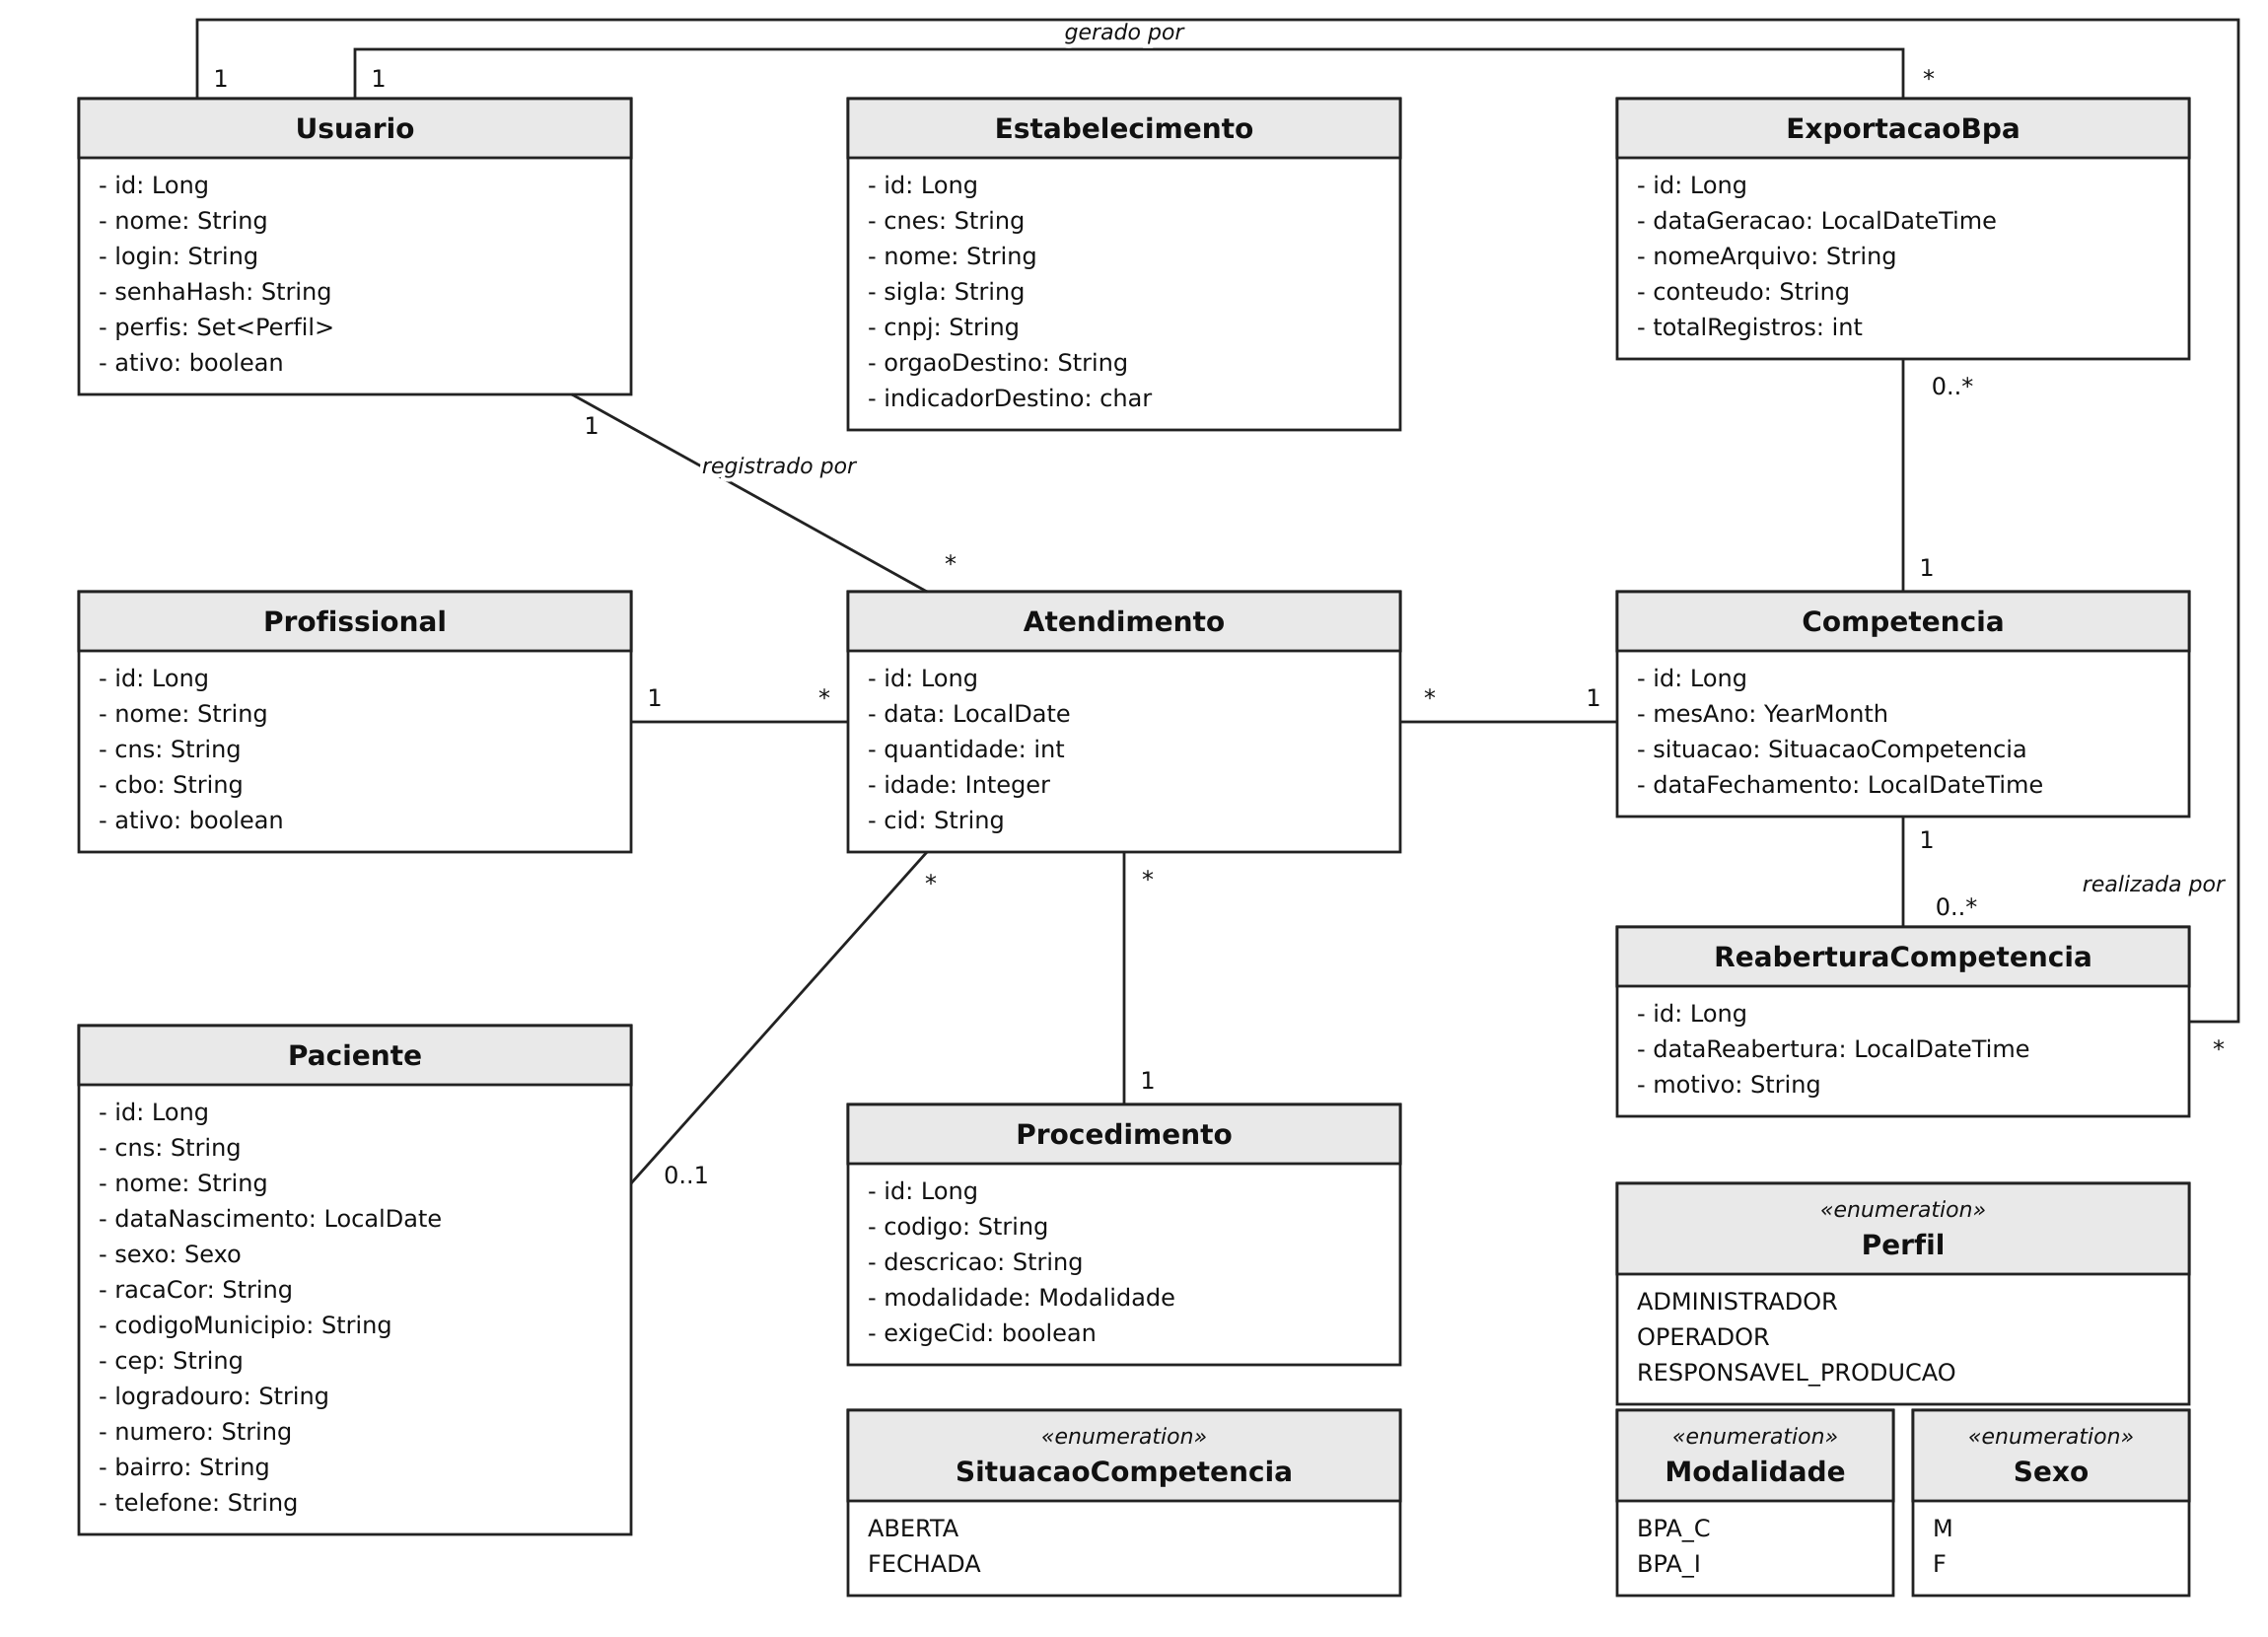 gerado por
1
1
*
Usuario
- id: Long
- nome: String
- login: String
- senhaHash: String
- perfis: Set<Perfil>
- ativo: boolean
Estabelecimento
- id: Long
- cnes: String
- nome: String
- sigla: String
- cnpj: String
- orgaoDestino: String
- indicadorDestino: char
ExportacaoBpa
- id: Long
- dataGeracao: LocalDateTime
- nomeArquivo: String
- conteudo: String
- totalRegistros: int
0..*
1
registrado por
*
1
Profissional
- id: Long
- nome: String
- cns: String
- cbo: String
- ativo: boolean
1
*
Atendimento
- id: Long
- data: LocalDate
- quantidade: int
- idade: Integer
- cid: String
*
1
Competencia
- id: Long
- mesAno: YearMonth
- situacao: SituacaoCompetencia
- dataFechamento: LocalDateTime
1
*
*
realizada por
0..*
ReaberturaCompetencia
- id: Long
- dataReabertura: LocalDateTime
- motivo: String
*
Paciente
- id: Long
- cns: String
- nome: String
- dataNascimento: LocalDate
- sexo: Sexo
- racaCor: String
- codigoMunicipio: String
- cep: String
- logradouro: String
- numero: String
- bairro: String
- telefone: String
0..1
1
Procedimento
- id: Long
- codigo: String
- descricao: String
- modalidade: Modalidade
- exigeCid: boolean
«enumeration»
Perfil
ADMINISTRADOR
OPERADOR
RESPONSAVEL_PRODUCAO
«enumeration»
SituacaoCompetencia
ABERTA
FECHADA
«enumeration»
Modalidade
BPA_C
BPA_I
«enumeration»
Sexo
M
F